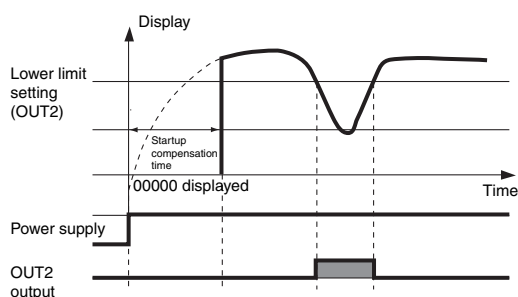 Display
Lower limit
setting
(OUT2)
Startup
compensation
time
00000 displayed
Time
Power supply
OUT2
output